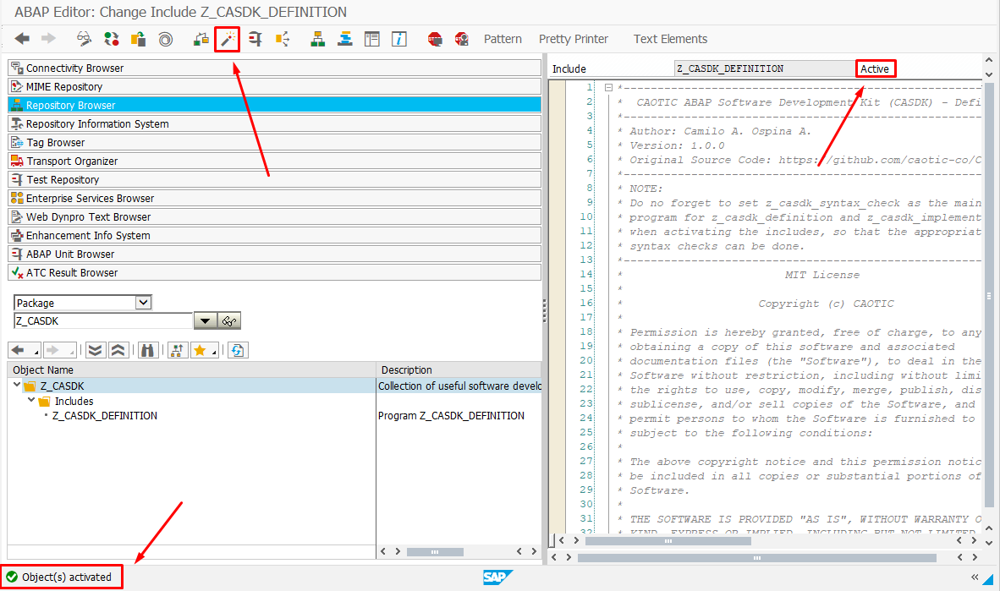 ABAP Editor: Change Include Z_CASDK_DEFINITION
Pattern Pretty Printer Text Elements
Connectivity Browser
MIME Repository
Repository Browser
Repository Information System
Tag Browser
Transport Organizer
Test Repository
Enterprise Services Browser
Web Dynpro Text Browser
Enhancement Info System
ABAP Unit Browser
ATC Result Browser
Package
Z_CASDK
Object Name Description
Z_CASDK Collection of useful software develo
Includes
Z_CASDK_DEFINITION Program Z_CASDK_DEFINITION
Include Z_CASDK_DEFINITION Active
1 *--------------------------------------------------
2 * CAOTIC ABAP Software Development Kit (CASDK) - Defi
3 *--------------------------------------------------
4 * Author: Camilo A. Ospina A.
5 * Version: 1.0.0
6 * Original Source Code: https://github.com/caotic-co/C
7 *--------------------------------------------------
8 * NOTE:
9 * Do no forget to set z_casdk_syntax_check as the main
10 * program for z_casdk_definition and z_casdk_implement
11 * when activating the includes, so that the appropriat
12 * syntax checks can be done.
13 *--------------------------------------------------
14 * MIT License
15 *
16 * Copyright (c) CAOTIC
17 *
18 * Permission is hereby granted, free of charge, to any
19 * obtaining a copy of this software and associated
20 * documentation files (the "Software"), to deal in the
21 * Software without restriction, including without limi
22 * the rights to use, copy, modify, merge, publish, dis
23 * sublicense, and/or sell copies of the Software, and
24 * permit persons to whom the Software is furnished to
25 * subject to the following conditions:
26 *
27 * The above copyright notice and this permission notic
28 * be included in all copies or substantial portions of
29 * Software.
30 *
31 * THE SOFTWARE IS PROVIDED "AS IS", WITHOUT WARRANTY O
32 * KIND, EXPRESS OR IMPLIED, INCLUDING BUT NOT LIMITED
Object(s) activated
SAP